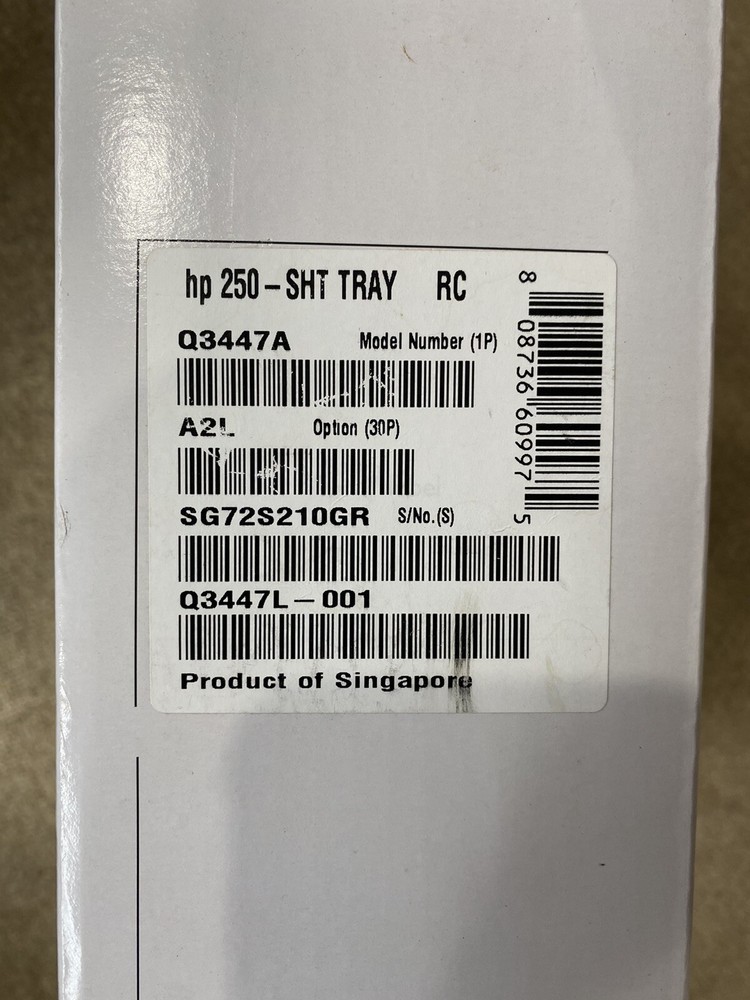 hp 250-SHT TRAY RC
Q3447A Model Number (1P)
A2L Option (30P)
SG72S210GR S/No.(S)
Q3447L-001
Product of Singapore
8 08736 60997 5